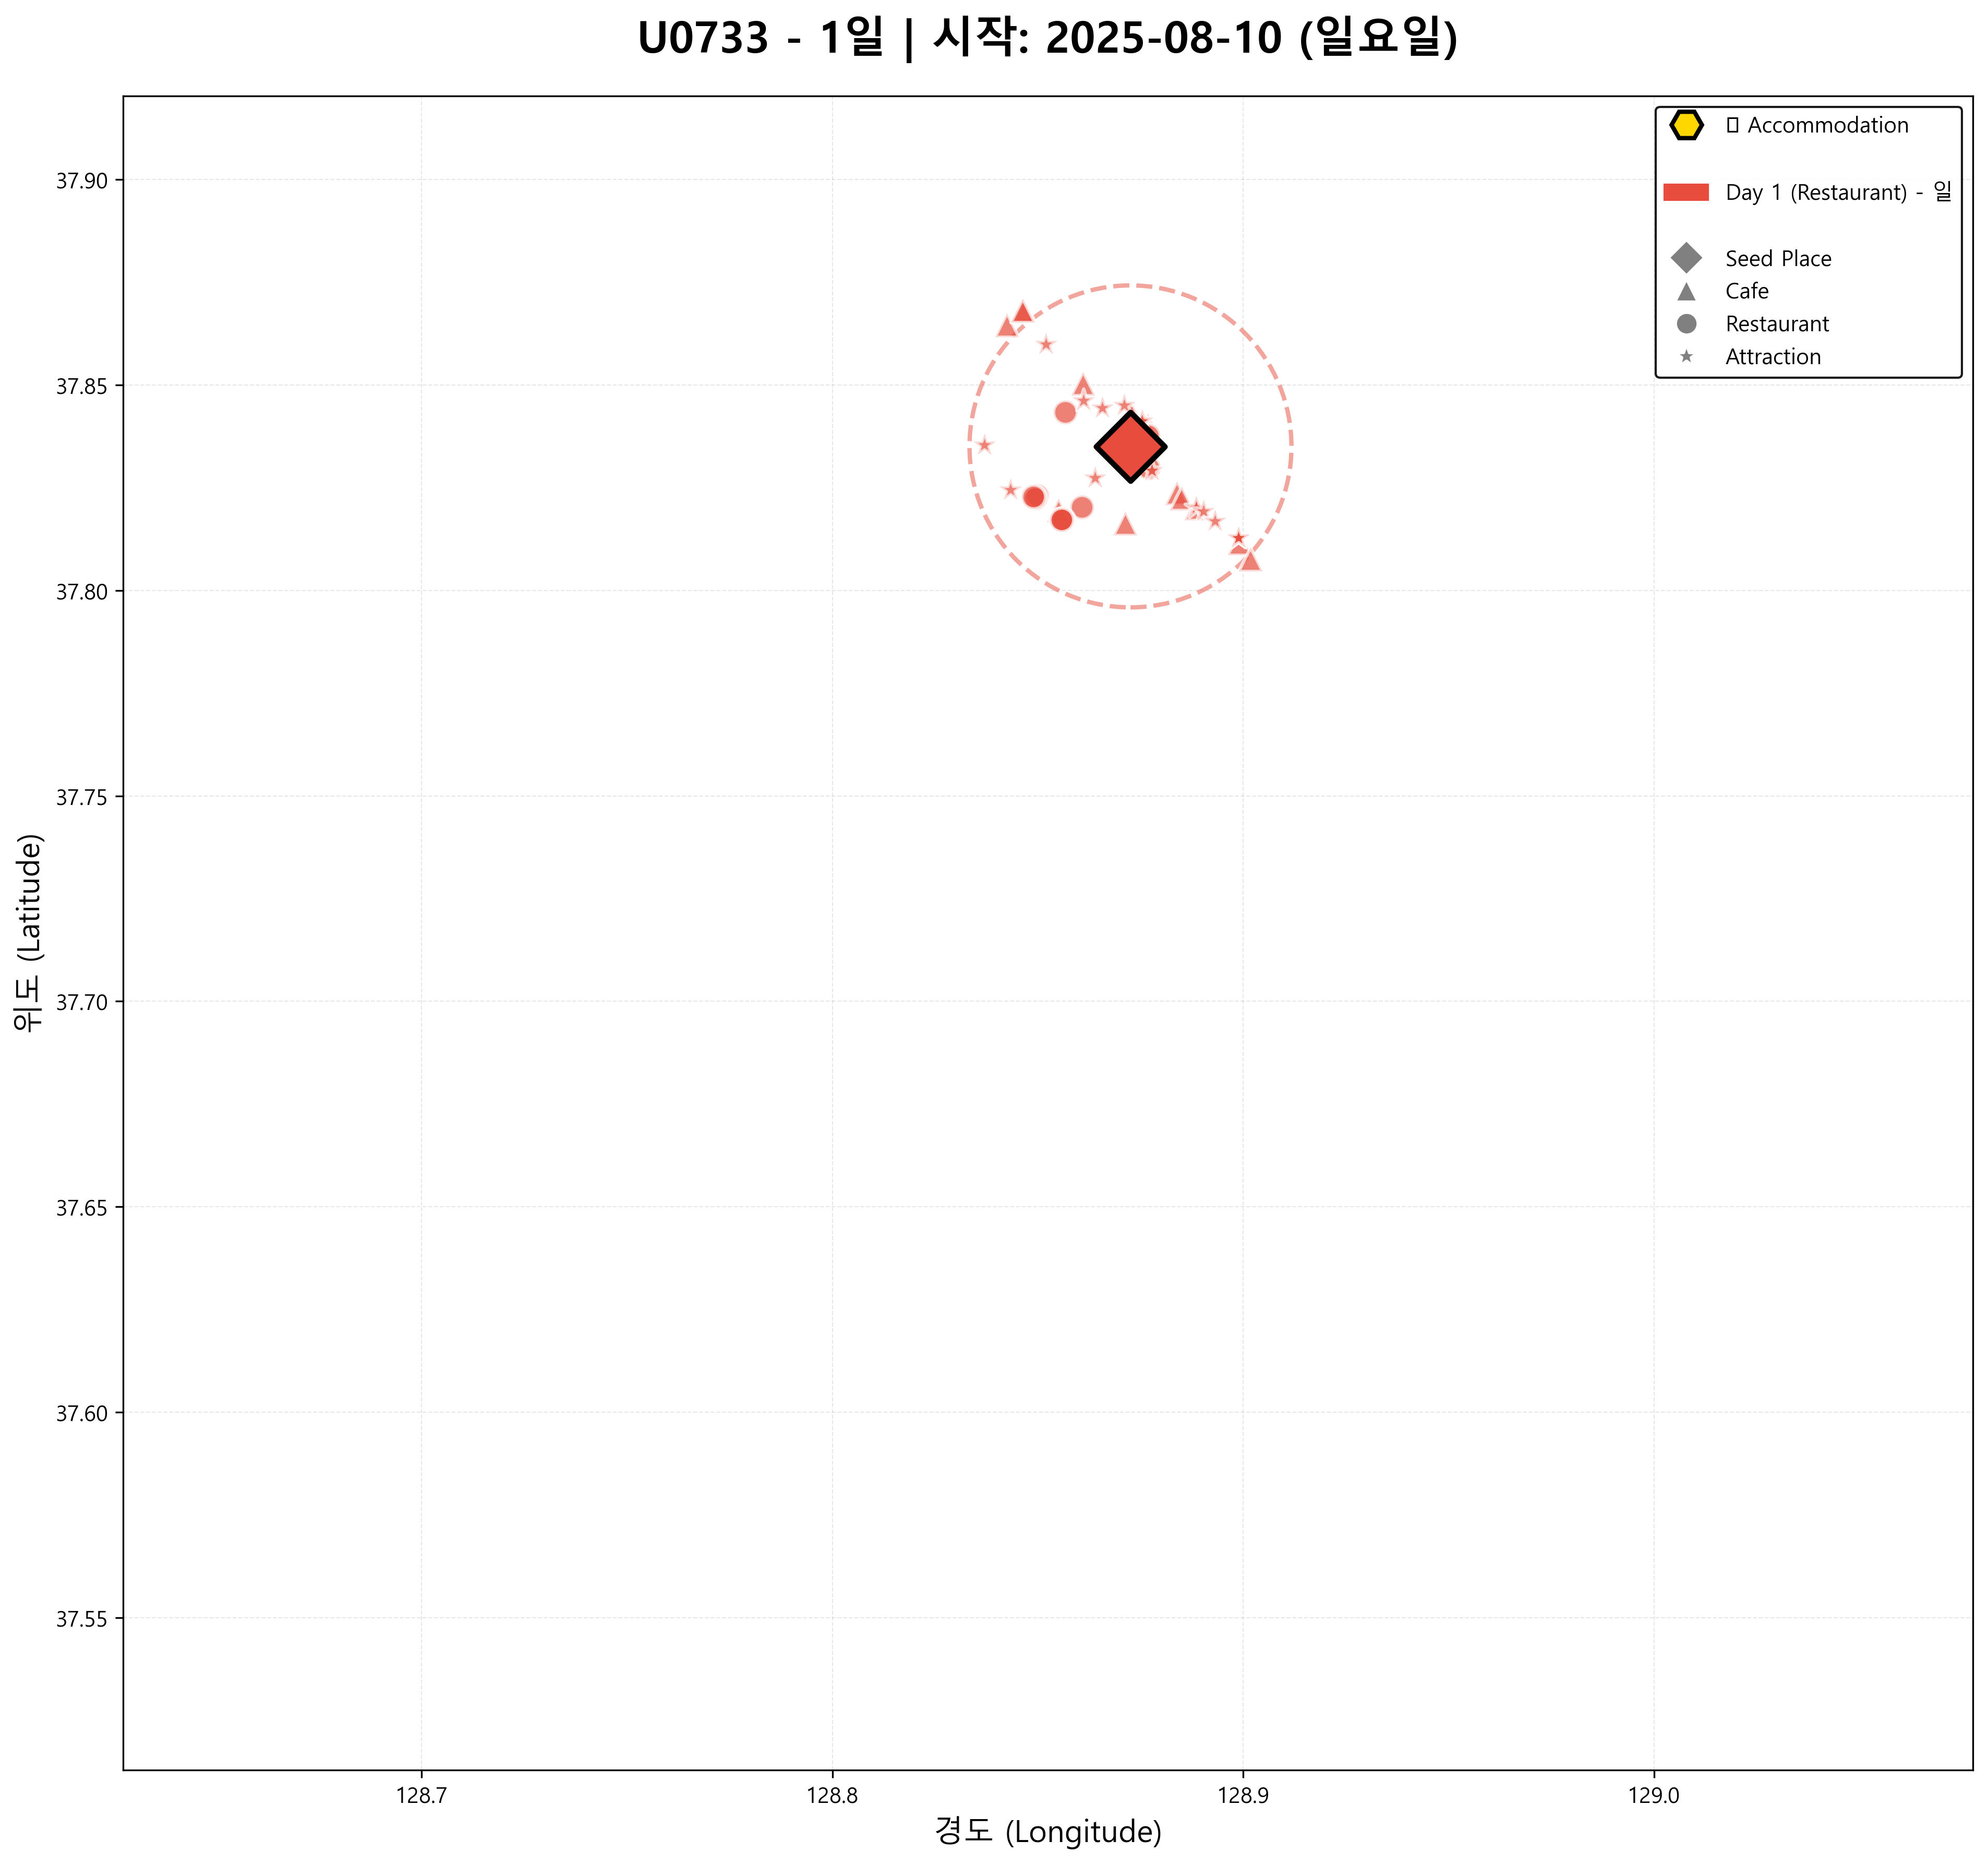 U0733 - 1일 | 시작: 2025-08-10 (일요일)
Accommodation
Day 1 (Restaurant) - 일
Seed Place
Cafe
Restaurant
Attraction
위도 (Latitude)
37.90
37.85
37.80
37.75
37.70
37.65
37.60
37.55
128.7
128.8
128.9
129.0
경도 (Longitude)